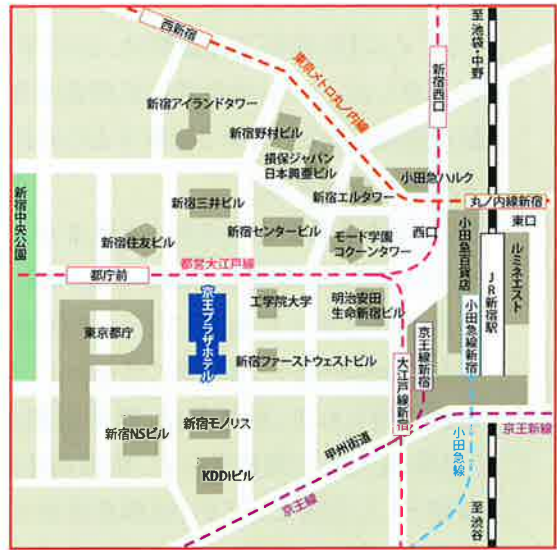 西新宿
東京メトロ丸ノ内線
新宿西口
至池袋・中野
新宿アイランドタワー
新宿野村ビル
損保ジャパン
日本興亜ビル
小田急ハルク
新宿エルタワー
丸ノ内線新宿
新宿中央公園
新宿三井ビル
新宿センタービル
モード学園
コクーンタワー
西口
東口
新宿住友ビル
小田急百貨店
ルミネエスト
JR新宿駅
都営大江戸線
都庁前
京王プラザホテル
工学院大学
明治安田
生命新宿ビル
小田急線新宿
京王線新宿
東京都庁
新宿ファーストウェストビル
大江戸線新宿
新宿NSビル
新宿モノリス
KDDiビル
甲州街道
京王線
小田急線
京王新線
至渋谷